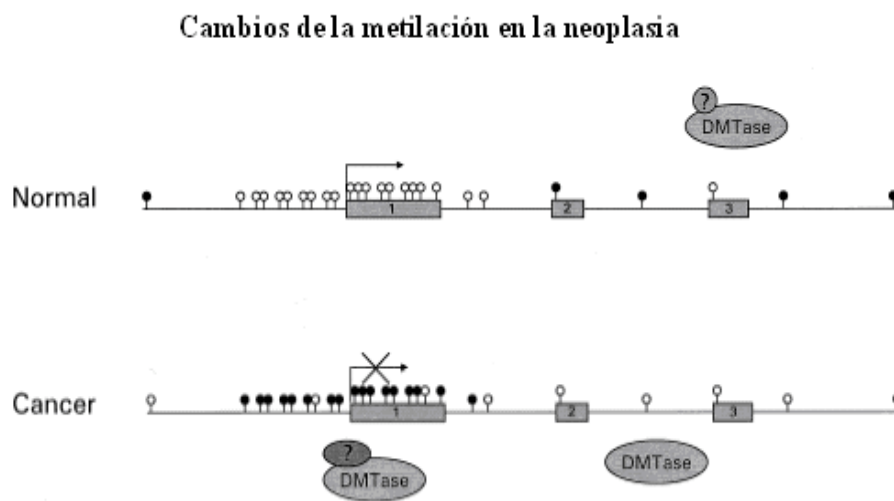 Cambios de la metilación en la neoplasia
?
DMTase
Normal
1
2
3
Cancer
1
2
3
?
DMTase
DMTase